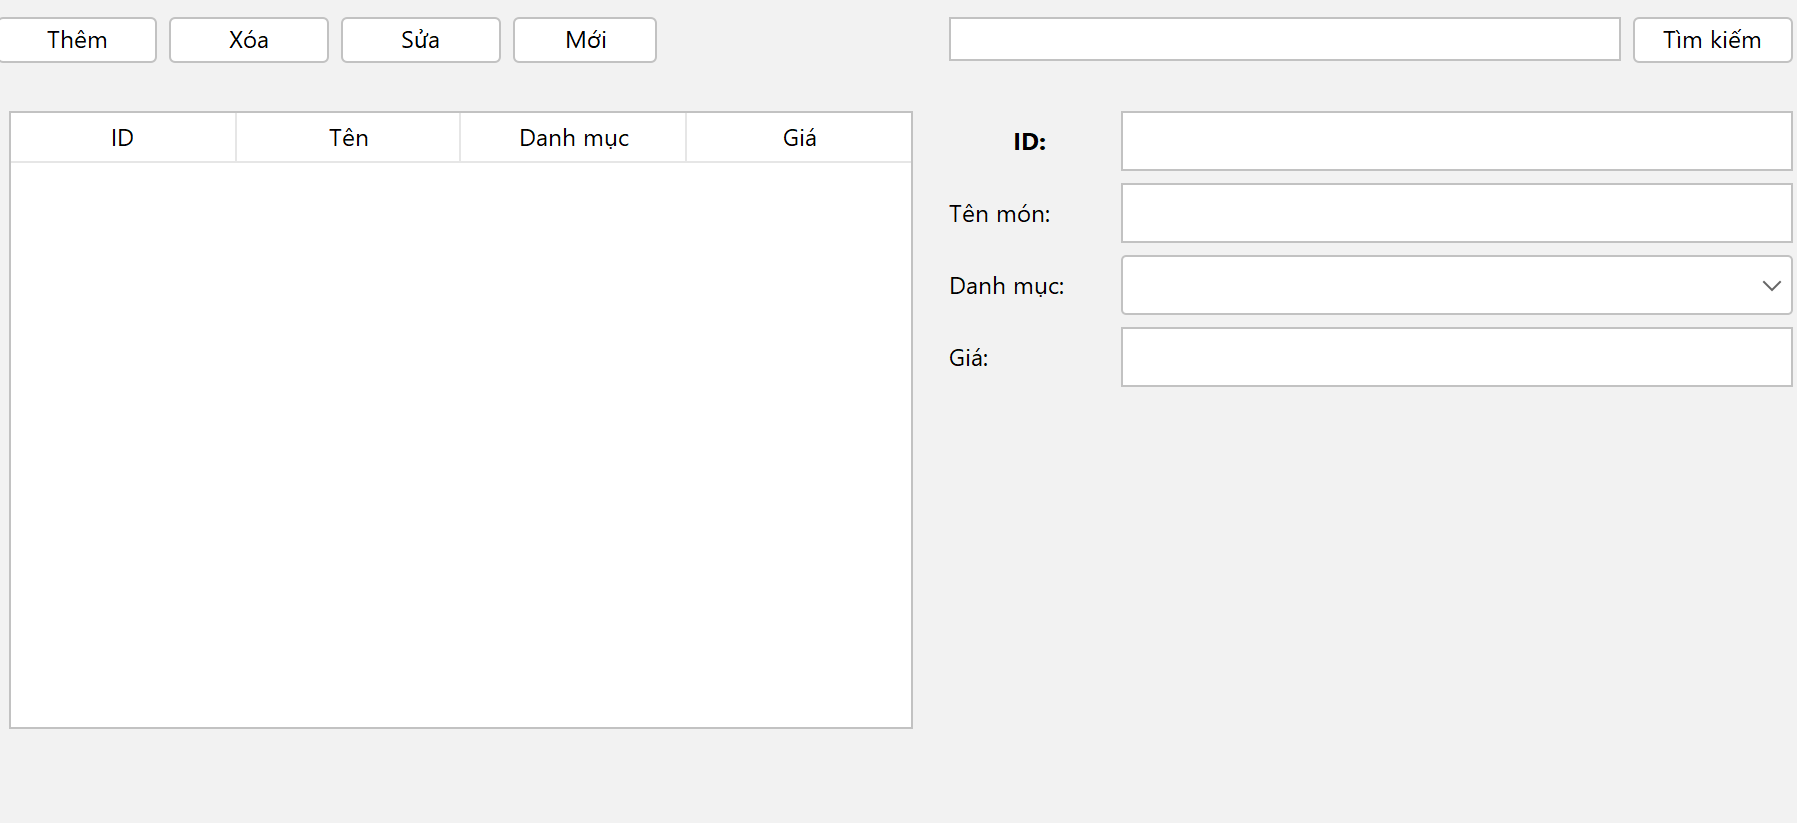 Thêm Xóa Sửa Mới Tìm kiếm
ID Tên Danh mục Giá
ID:
Tên món:
Danh mục:
Giá: